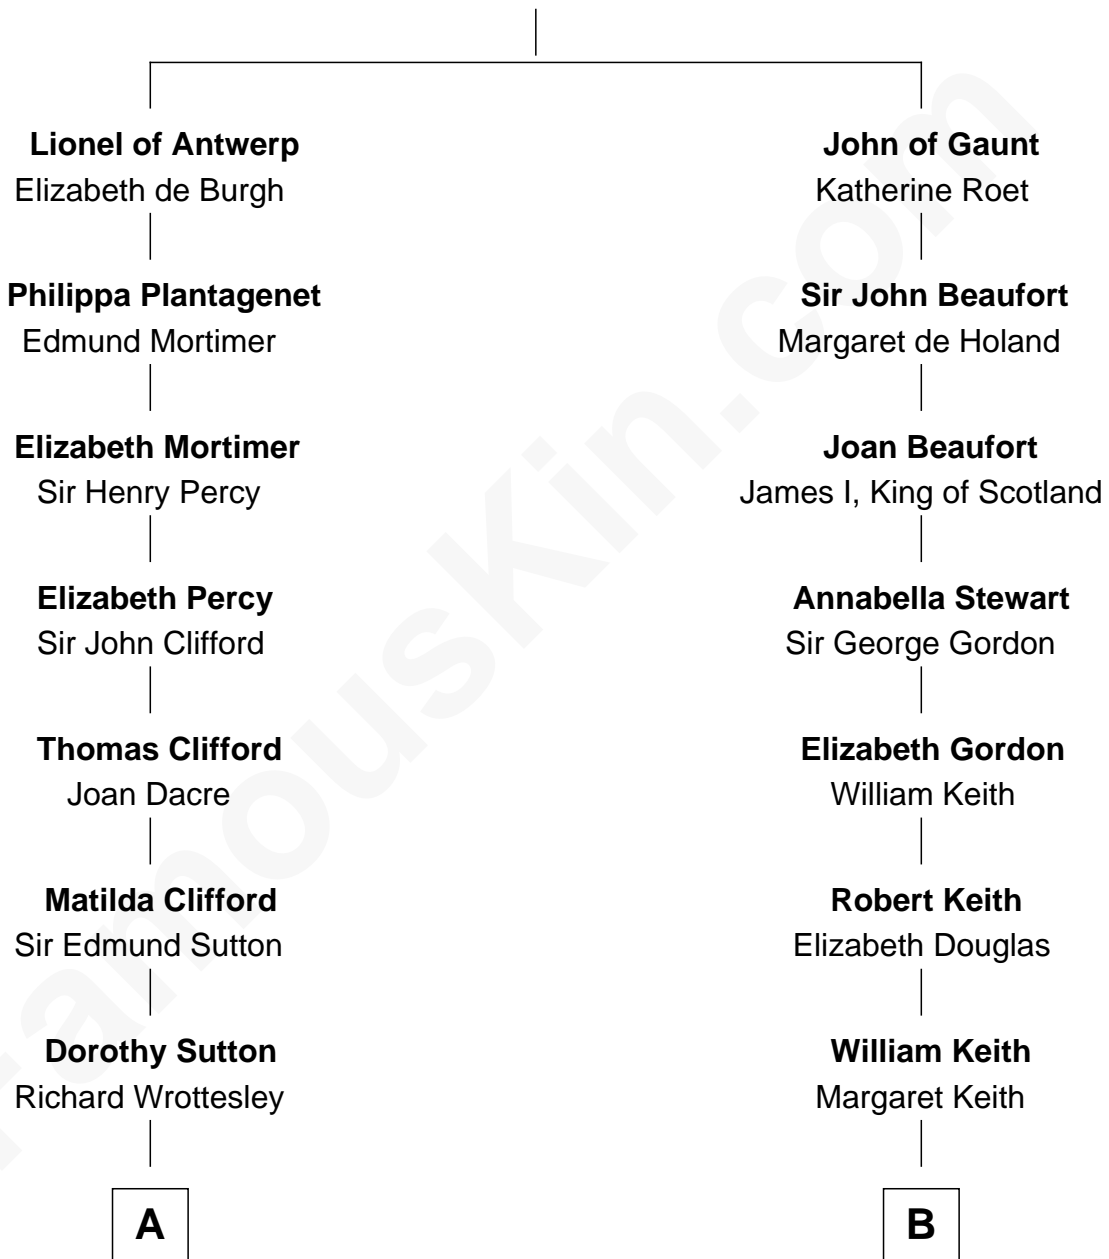 Lionel of Antwerp
Elizabeth de Burgh
Philippa Plantagenet
Edmund Mortimer
Elizabeth Mortimer
Sir Henry Percy
Elizabeth Percy
Sir John Clifford
Thomas Clifford
Joan Dacre
Matilda Clifford
Sir Edmund Sutton
Dorothy Sutton
Richard Wrottesley
A
John of Gaunt
Katherine Roet
Sir John Beaufort
Margaret de Holand
Joan Beaufort
James I, King of Scotland
Annabella Stewart
Sir George Gordon
Elizabeth Gordon
William Keith
Robert Keith
Elizabeth Douglas
William Keith
Margaret Keith
B
FamousKin.com